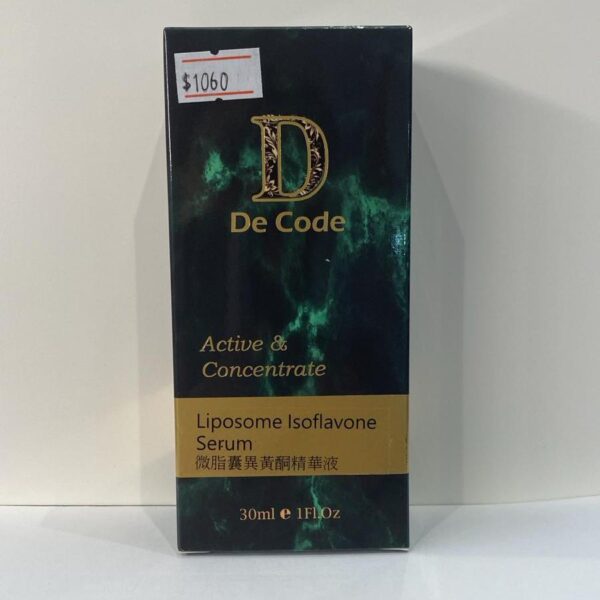 $1060
D
De Code
Active &
Concentrate
Liposome Isoflavone
Serum
微脂囊異黃酮精華液
30ml e 1Fl.Oz